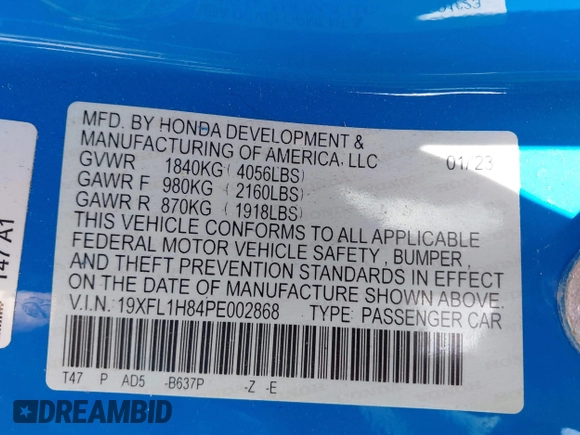 MFD. BY HONDA DEVELOPMENT &
MANUFACTURING OF AMERICA, LLC
GVWR 1840KG (4056LBS) 01/23
GAWR F 980KG (2160LBS)
GAWR R 870KG (1918LBS)
THIS VEHICLE CONFORMS TO ALL APPLICABLE
FEDERAL MOTOR VEHICLE SAFETY, BUMPER,
AND THEFT PREVENTION STANDARDS IN EFFECT
ON THE DATE OF MANUFACTURE SHOWN ABOVE.
V.I.N.: 19XFL1H84PE002868 TYPE: PASSENGER CAR
T47 P AD5 -B637P -Z -E
T47 A1
DREAMBID